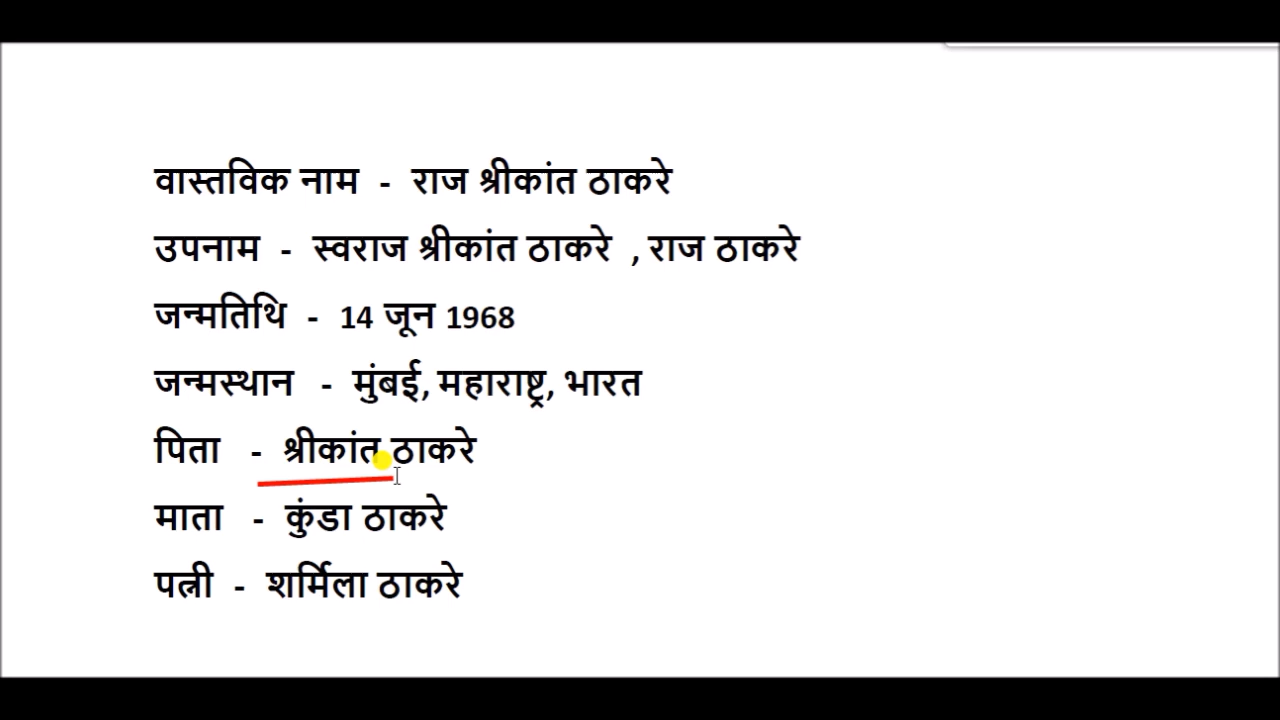 वास्तविक नाम - राज श्रीकांत ठाकरे
उपनाम - स्वराज श्रीकांत ठाकरे , राज ठाकरे
जन्मतिथि - 14 जून 1968
जन्मस्थान - मुंबई, महाराष्ट्र, भारत
पिता - श्रीकांत ठाकरे
माता - कुंडा ठाकरे
पत्नी - शर्मिला ठाकरे